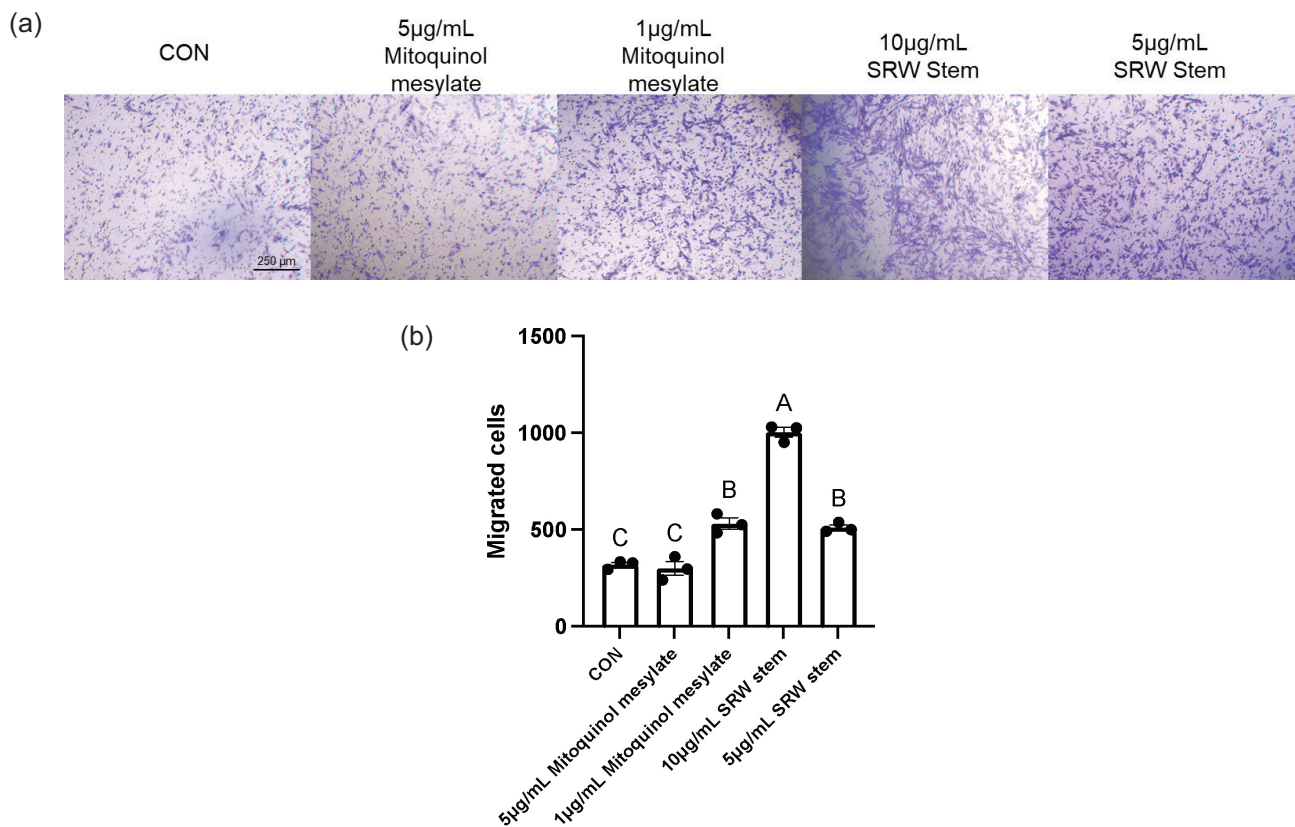 (a)
CON
5µg/mL
Mitoquinol
mesylate
1µg/mL
Mitoquinol
mesylate
10µg/mL
SRW Stem
5µg/mL
SRW Stem
250 µm
(b)
Migrated cells
1500
1000
500
0
C
C
B
A
B
CON
5µg/mL Mitoquinol mesylate
1µg/mL Mitoquinol mesylate
10µg/mL SRW stem
5µg/mL SRW stem